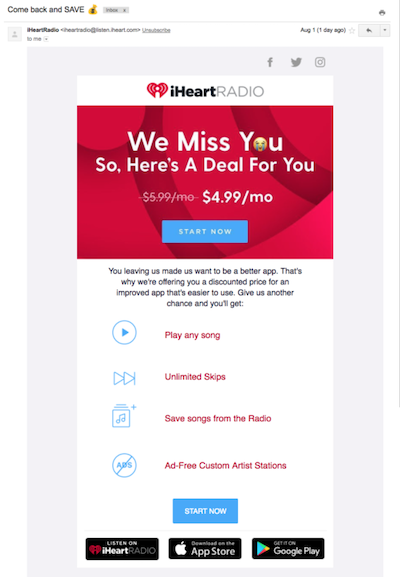 Come back and SAVE 💰 Inbox x
iHeartRadio <iheartradio@listen.iheart.com> Unsubscribe
Aug 1 (1 day ago)
to me
iHeartRADIO
We Miss Y😭u
So, Here's A Deal For You
$5.99/mo $4.99/mo
START NOW
You leaving us made us want to be a better app. That's
why we're offering you a discounted price for an
improved app that's easier to use. Give us another
chance and you'll get:
Play any song
Unlimited Skips
Save songs from the Radio
ADS
Ad-Free Custom Artist Stations
START NOW
LISTEN ON
iHeartRADIO
Download on the
App Store
GET IT ON
Google Play